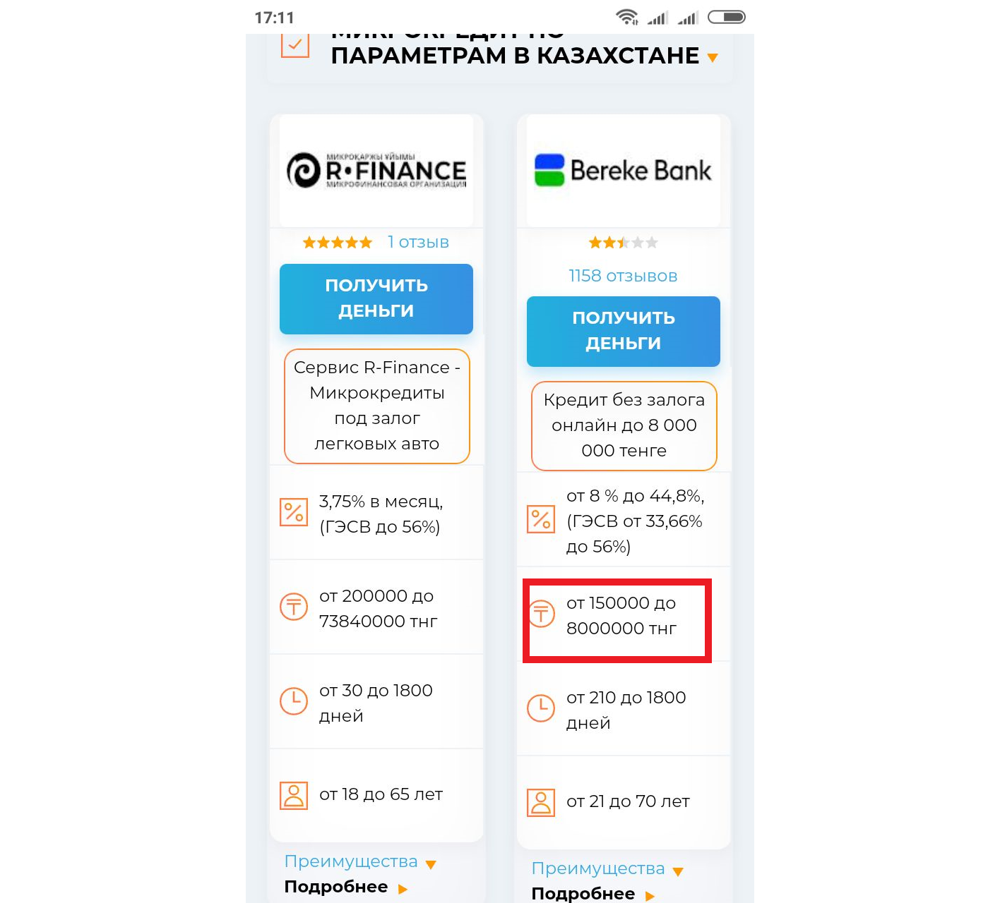 17:11
МИКРОКРЕДИТ ПО
ПАРАМЕТРАМ В КАЗАХСТАНЕ
МИКРОҚАРЖЫ ҰЙЫМЫ
R•FINANCE
МИКРОФИНАНСОВАЯ ОРГАНИЗАЦИЯ
1 отзыв
ПОЛУЧИТЬ
ДЕНЬГИ
Сервис R-Finance -
Микрокредиты
под залог
легковых авто
3,75% в месяц,
(ГЭСВ до 56%)
от 200000 до
73840000 тнг
от 30 до 1800
дней
от 18 до 65 лет
Преимущества
Подробнее
Bereke Bank
1158 отзывов
ПОЛУЧИТЬ
ДЕНЬГИ
Кредит без залога
онлайн до 8 000
000 тенге
от 8 % до 44,8%,
(ГЭСВ от 33,66%
до 56%)
от 150000 до
8000000 тнг
от 210 до 1800
дней
от 21 до 70 лет
Преимущества
Подробнее